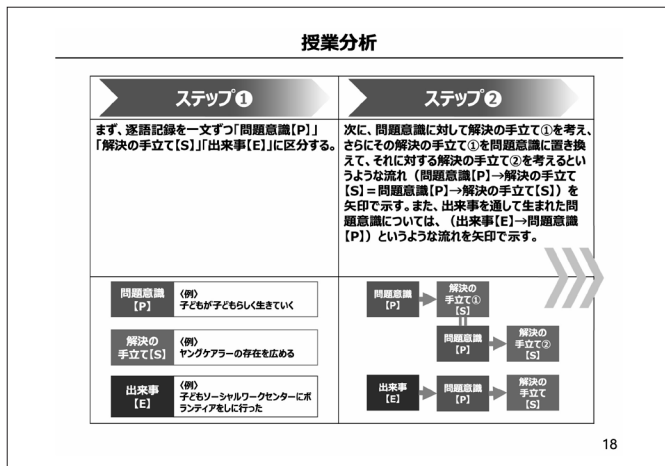 授業分析
ステップ❶
まず、逐語記録を一文ずつ「問題意識【P】」
「解決の手立て【S】」「出来事【E】」に区分する。
ステップ❷
次に、問題意識に対して解決の手立て①を考え、
さらにその解決の手立て①を問題意識に置き換
えて、それに対する解決の手立て②を考えるとい
うような流れ（問題意識【P】→解決の手立て
【S】＝問題意識【P】→解決の手立て【S】）を
矢印で示す。また、出来事を通して生まれた問
題意識については、（出来事【E】→問題意識
【P】）というような流れを矢印で示す。
問題意識
【P】
〈例〉
子どもが子どもらしく生きていく
解決の
手立て【S】
〈例〉
ヤングケアラーの存在を広める
出来事
【E】
〈例〉
子どもソーシャルワークセンターにボ
ランティアをしに行った
問題意識
【P】
解決の
手立て①
【S】
問題意識
【P】
解決の
手立て②
【S】
出来事
【E】
問題意識
【P】
解決の
手立て
【S】
18